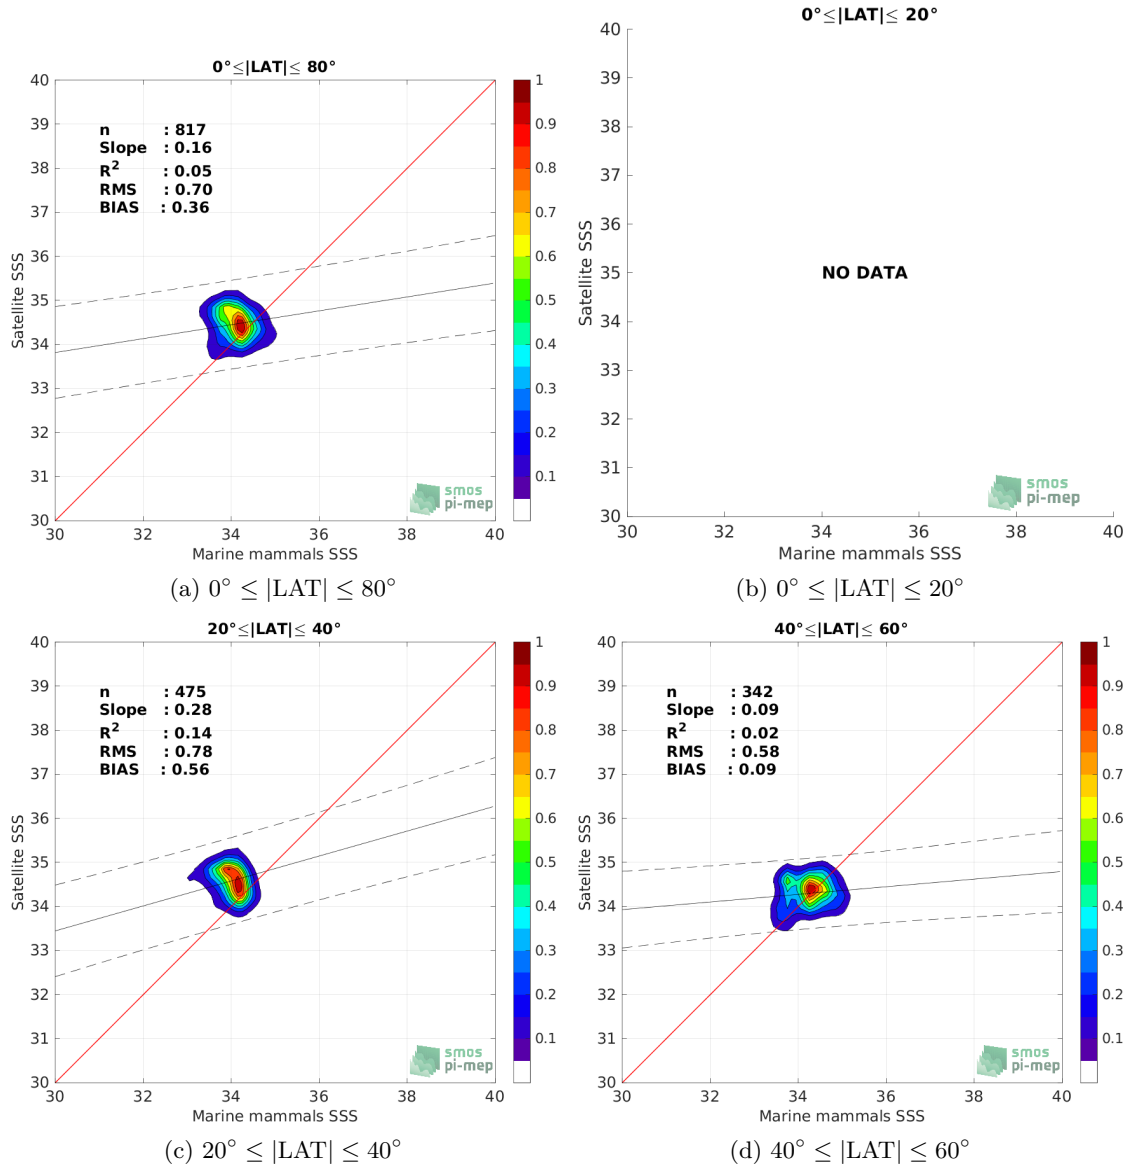 0°≤|LAT|≤ 80°
40
39
38
37
36
35
34
33
32
31
30
Satellite SSS
n : 817
Slope : 0.16
R2 : 0.05
RMS : 0.70
BIAS : 0.36
1
0.9
0.8
0.7
0.6
0.5
0.4
0.3
0.2
0.1
smos
pi-mep
30 32 34 36 38 40
Marine mammals SSS
(a) 0° ≤ |LAT| ≤ 80°
0°≤|LAT|≤ 20°
40
39
38
37
36
35
34
33
32
31
30
Satellite SSS
NO DATA
smos
pi-mep
30 32 34 36 38 40
Marine mammals SSS
(b) 0° ≤ |LAT| ≤ 20°
20°≤|LAT|≤ 40°
40
39
38
37
36
35
34
33
32
31
30
Satellite SSS
n : 475
Slope : 0.28
R2 : 0.14
RMS : 0.78
BIAS : 0.56
1
0.9
0.8
0.7
0.6
0.5
0.4
0.3
0.2
0.1
smos
pi-mep
30 32 34 36 38 40
Marine mammals SSS
(c) 20° ≤ |LAT| ≤ 40°
40°≤|LAT|≤ 60°
40
39
38
37
36
35
34
33
32
31
30
Satellite SSS
n : 342
Slope : 0.09
R2 : 0.02
RMS : 0.58
BIAS : 0.09
1
0.9
0.8
0.7
0.6
0.5
0.4
0.3
0.2
0.1
smos
pi-mep
30 32 34 36 38 40
Marine mammals SSS
(d) 40° ≤ |LAT| ≤ 60°